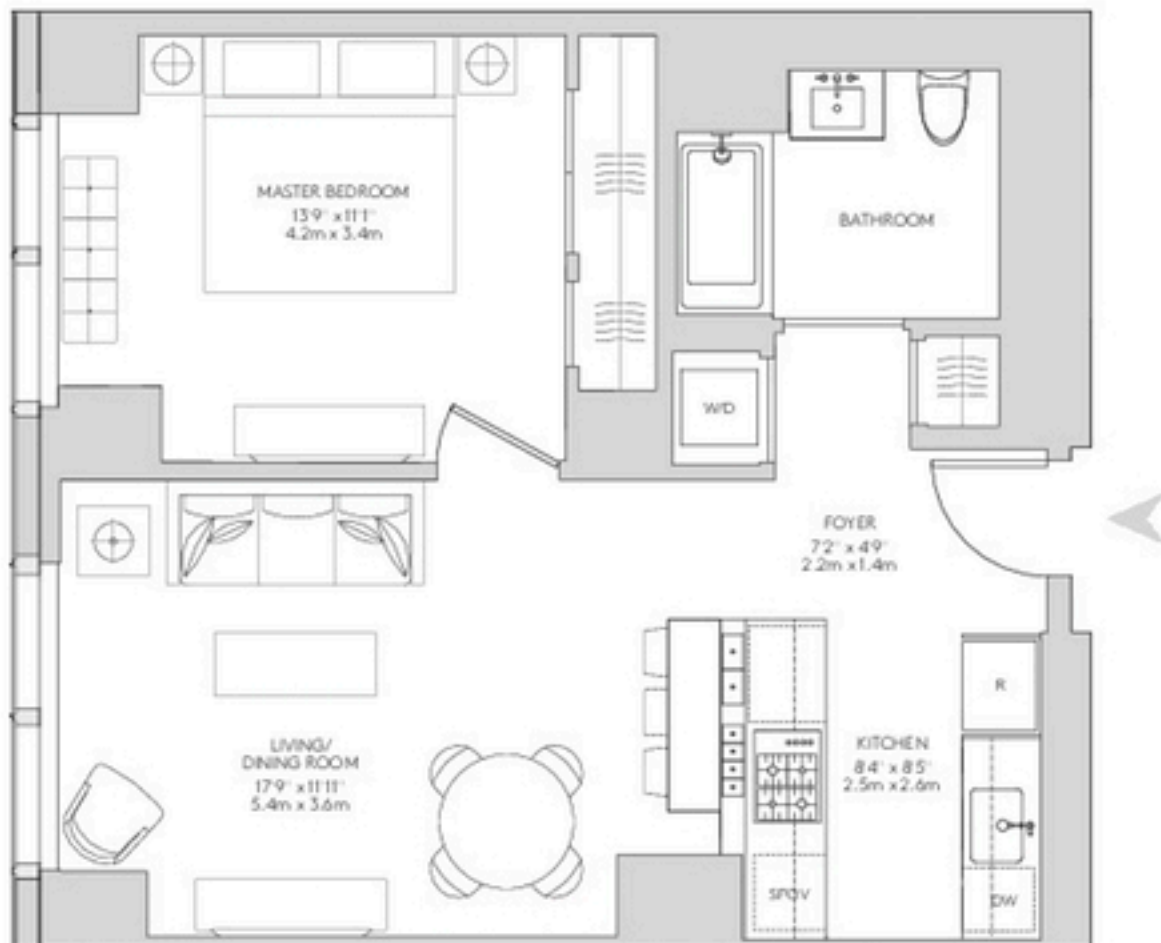 MASTER BEDROOM
13'9" x 11'1"
4.2m x 3.4m
BATHROOM
W/D
FOYER
7'2" x 4'9"
2.2m x 1.4m
R
LIVING/
DINING ROOM
17'9" x 11'11"
5.4m x 3.6m
KITCHEN
8'4" x 8'5"
2.5m x 2.6m
SPOV
DW